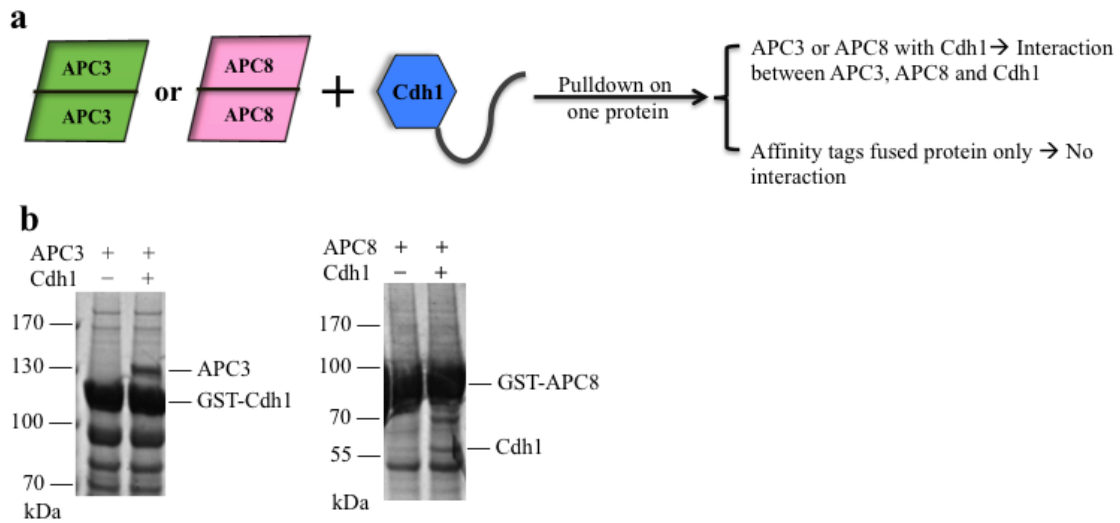 a
APC3
APC3
or
APC8
APC8
+
Cdh1
Pulldown on
one protein
APC3 or APC8 with Cdh1→ Interaction
between APC3, APC8 and Cdh1
Affinity tags fused protein only → No
interaction
b
APC3 + +
Cdh1 − +
170
130
100
70
kDa
APC3
GST-Cdh1
APC8 + +
Cdh1 − +
170
100
70
55
kDa
GST-APC8
Cdh1